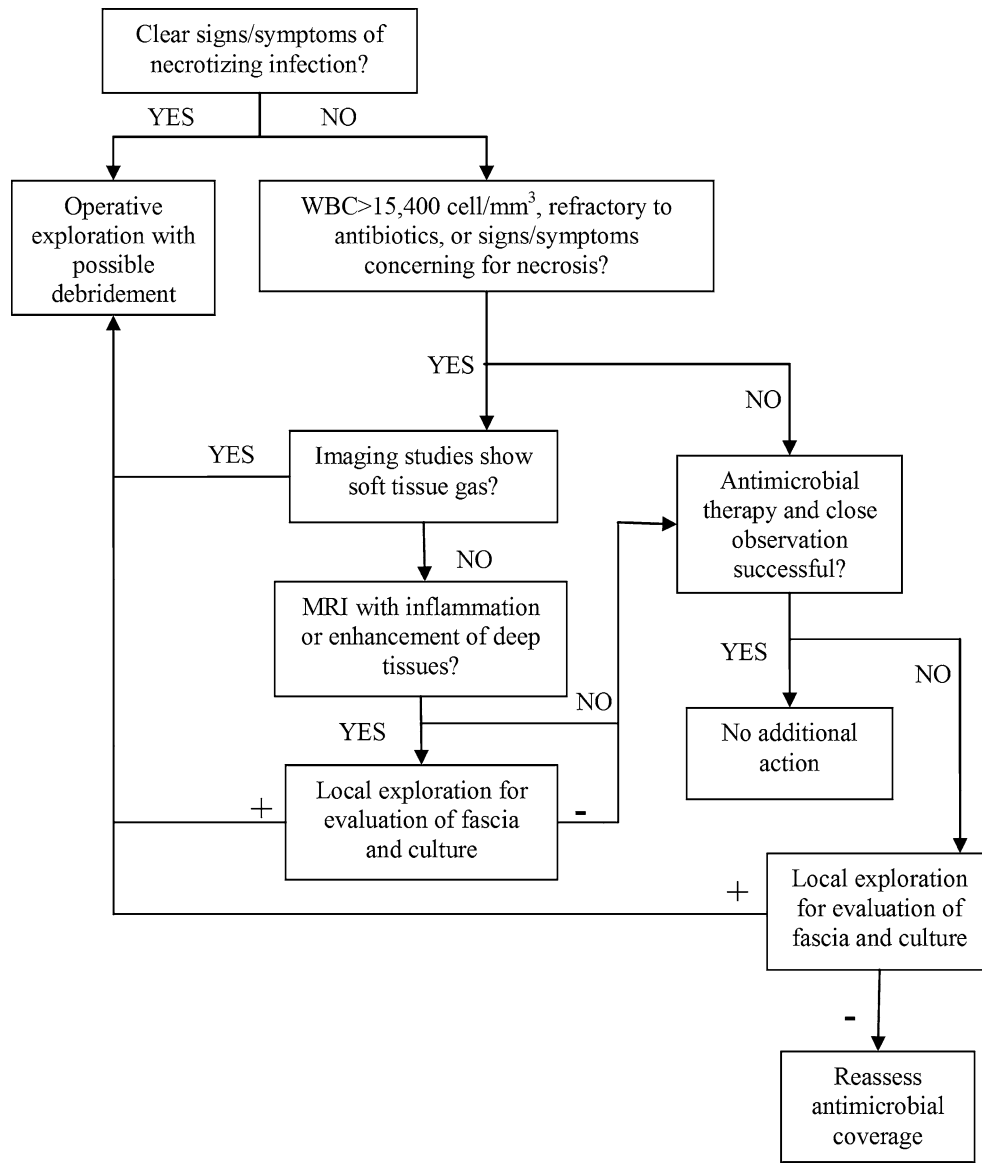 Clear signs/symptoms of
necrotizing infection?
YES
NO
Operative
exploration with
possible
debridement
WBC>15,400 cell/mm³, refractory to
antibiotics, or signs/symptoms
concerning for necrosis?
YES
NO
YES
Imaging studies show
soft tissue gas?
Antimicrobial
therapy and close
observation
successful?
NO
MRI with inflammation
or enhancement of deep
tissues?
YES
NO
NO
YES
No additional
action
+
Local exploration for
evaluation of fascia
and culture
-
+
Local exploration
for evaluation of
fascia and culture
-
Reassess
antimicrobial
coverage